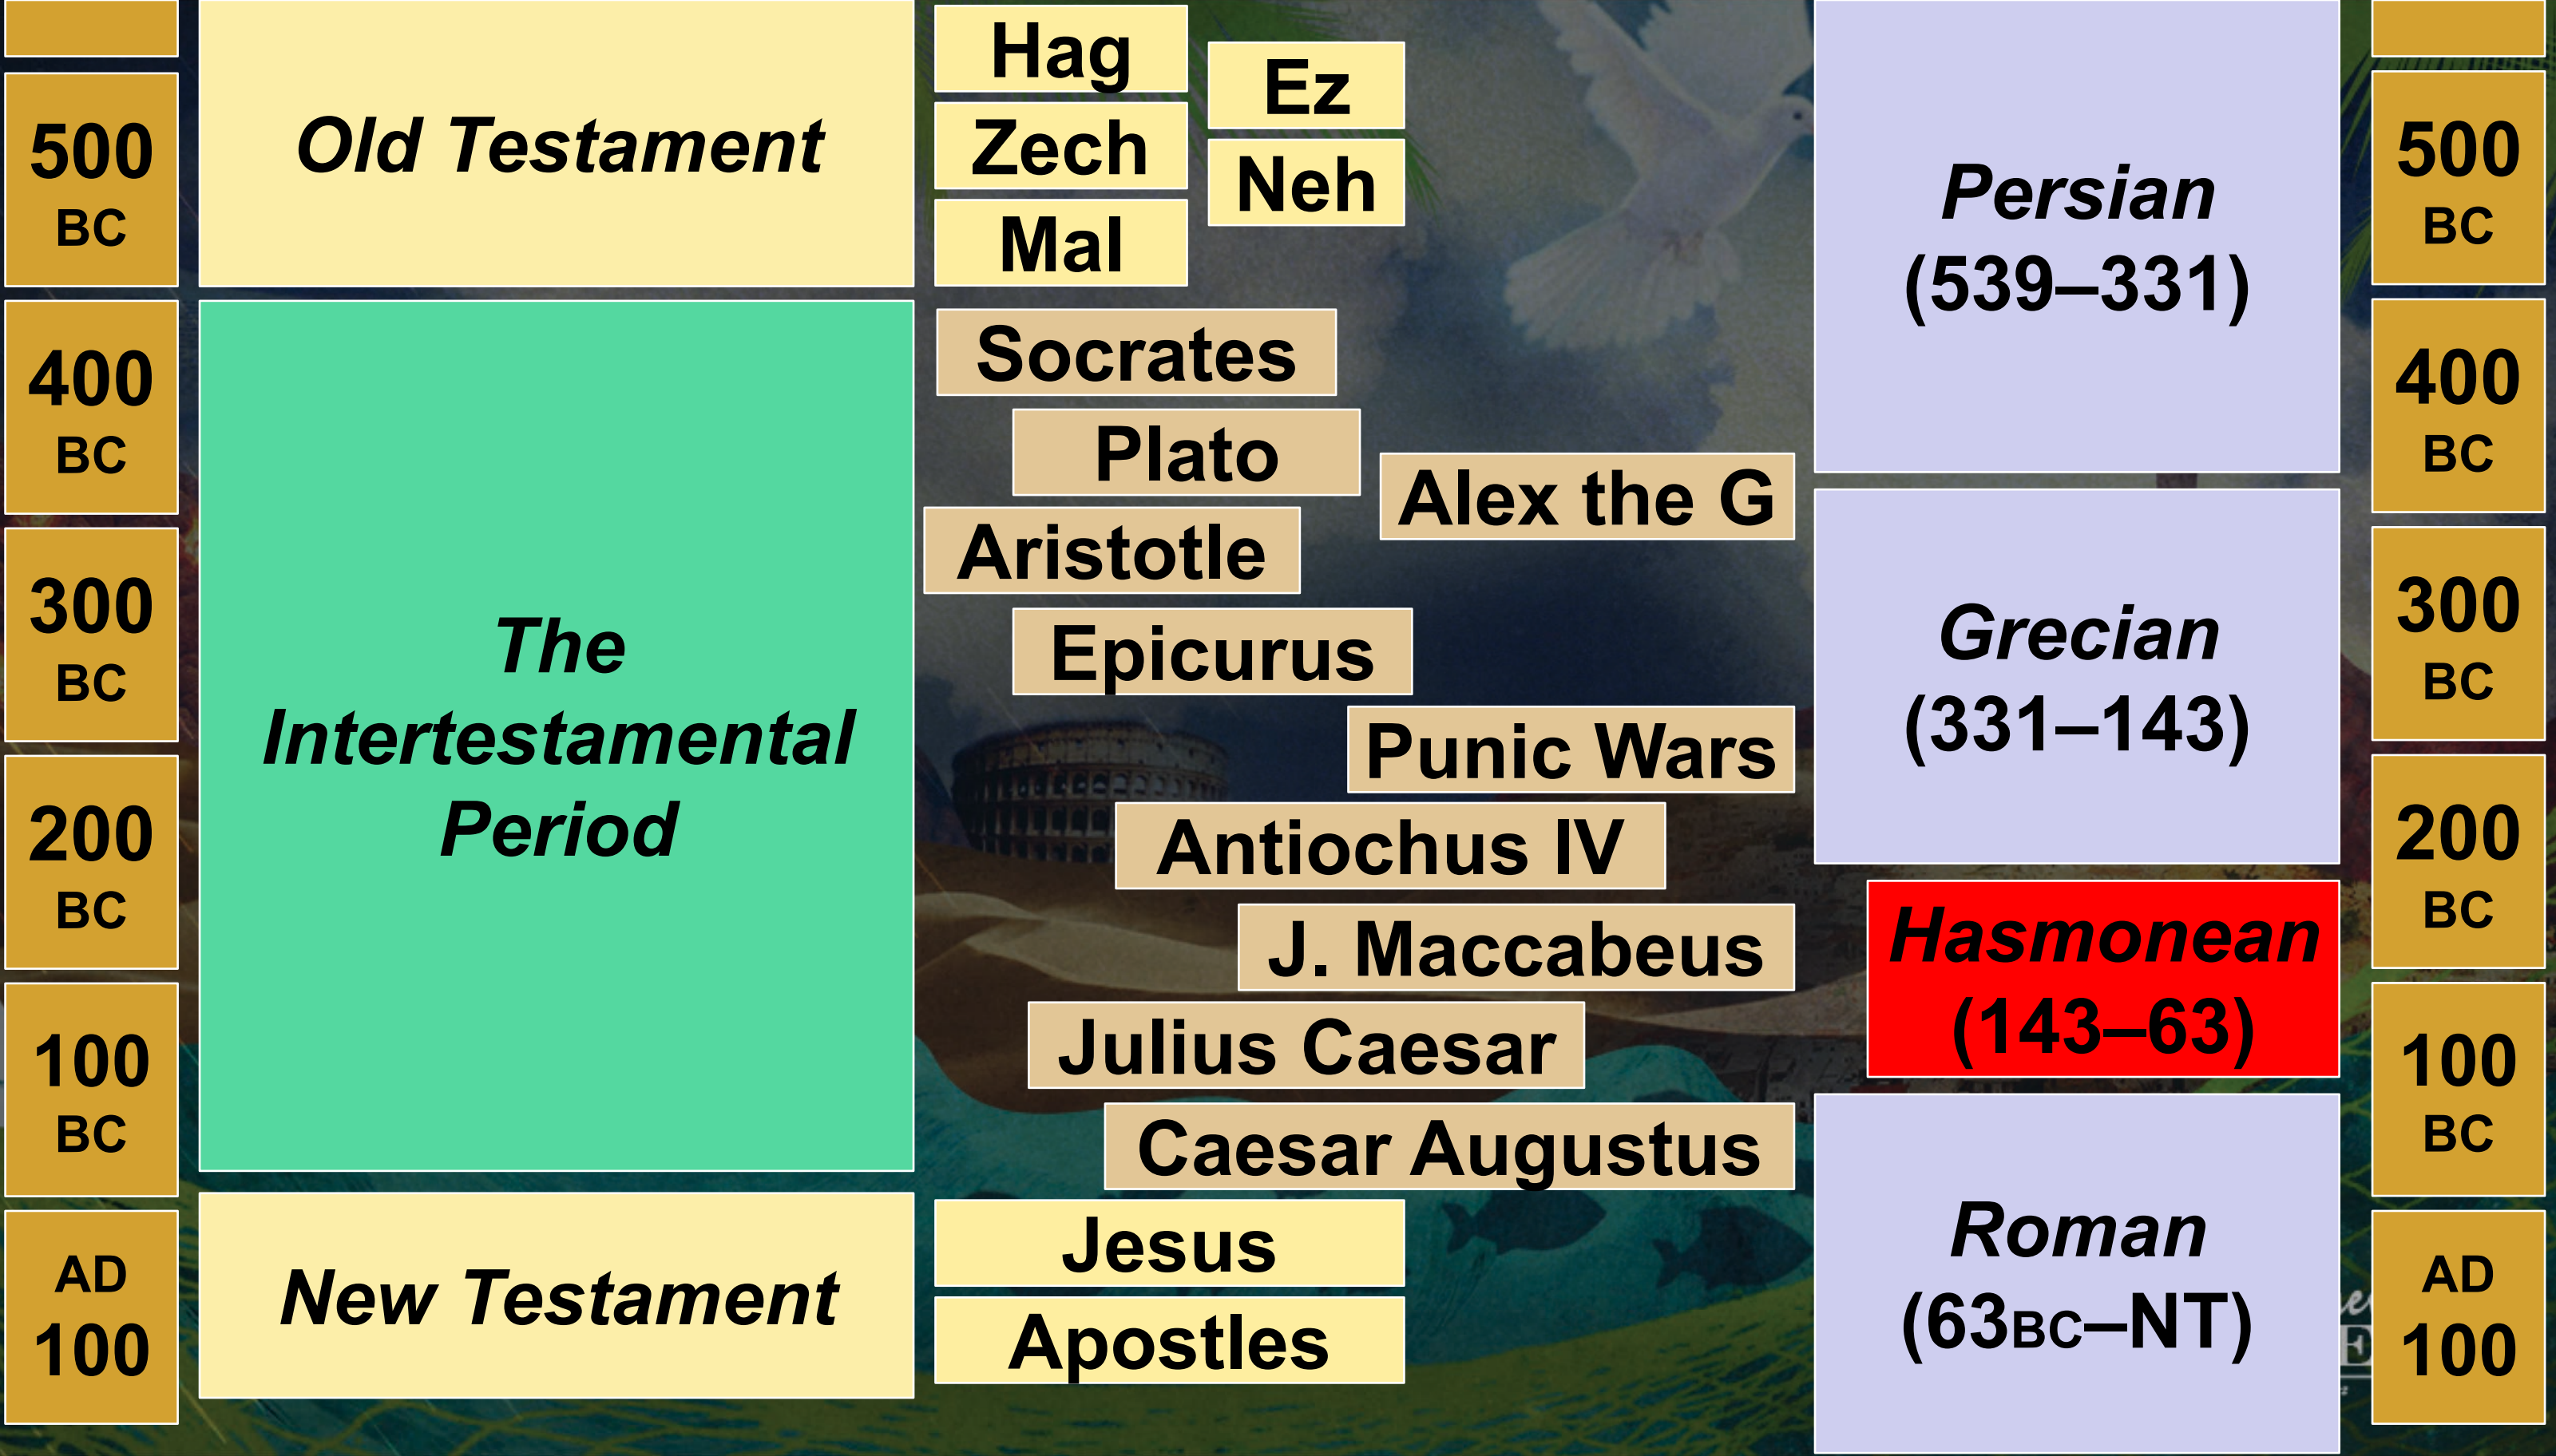 500
BC
400
BC
300
BC
200
BC
100
BC
AD
100
Old Testament
The
Intertestamental
Period
New Testament
Hag
Zech
Mal
Ez
Neh
Socrates
Plato
Alex the G
Aristotle
Epicurus
Punic Wars
Antiochus IV
J. Maccabeus
Julius Caesar
Caesar Augustus
Jesus
Apostles
Persian
(539–331)
Grecian
(331–143)
Hasmonean
(143–63)
Roman
(63BC–NT)
500
BC
400
BC
300
BC
200
BC
100
BC
AD
100